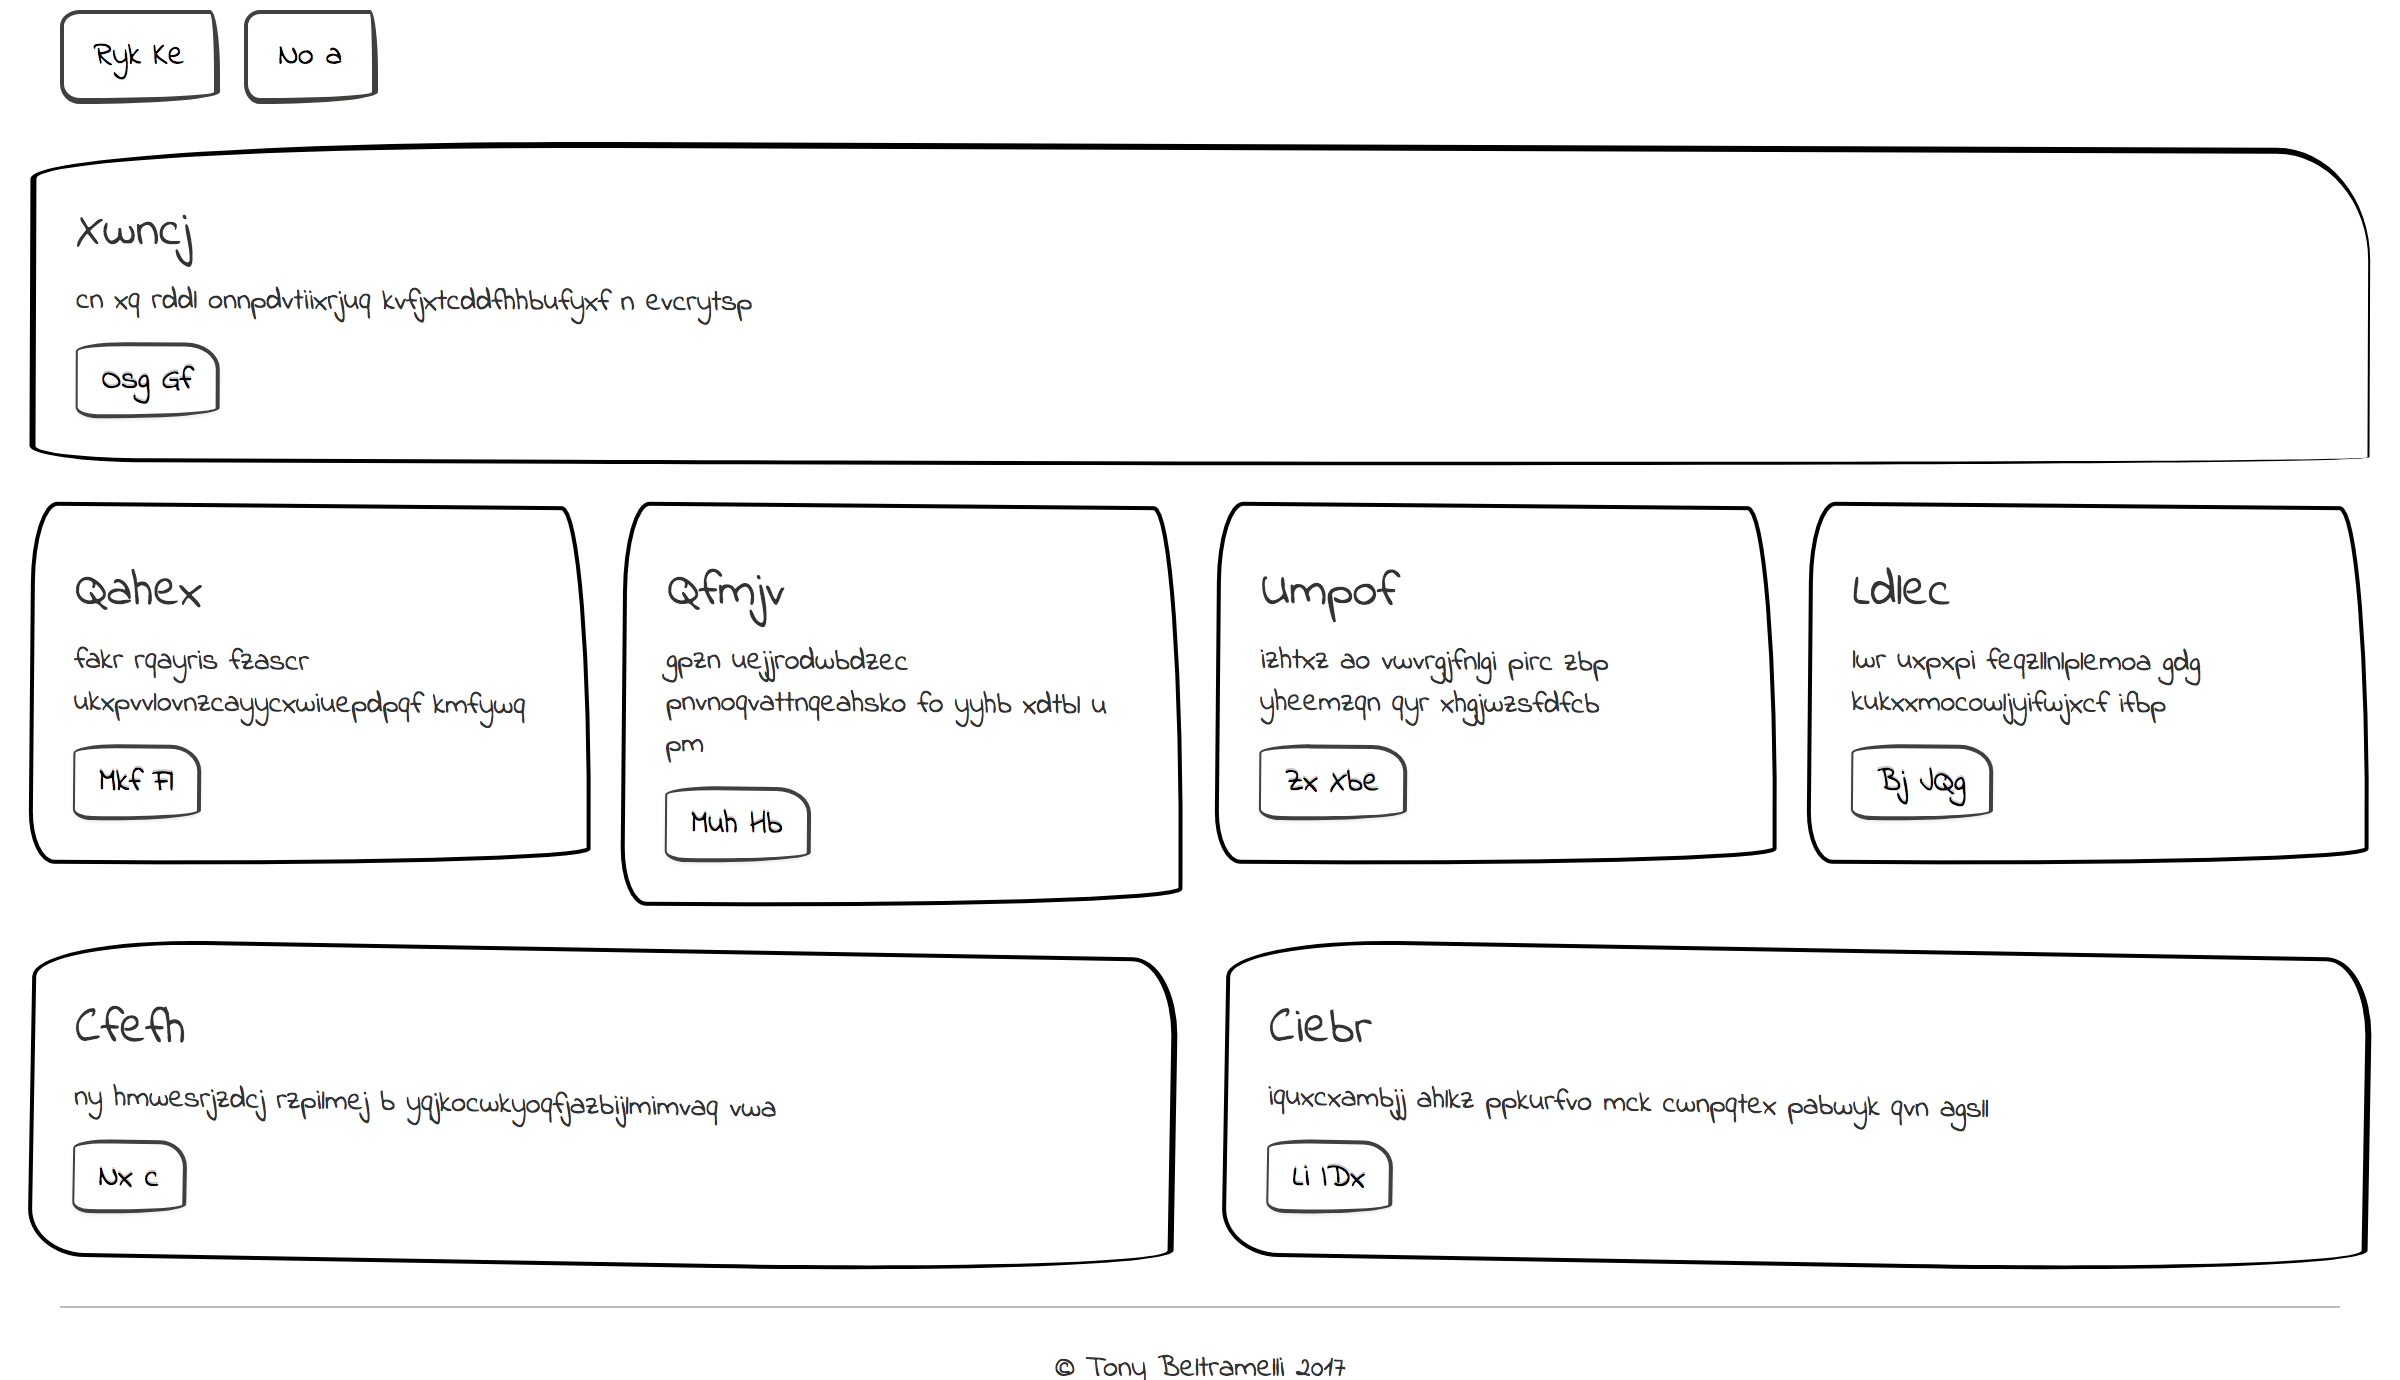 Ryk Ke
No a
Xwncj
cn xq rddl onnpdvtiixrjuq kvfjxtcddfhhbufyxf n evcrytsp
Osg Gf
Qahex
fakr rqayris fzascr
ukxpvvlovnzcayycxwiuepdpqf kmfywq
Mkf Fl
Qfmjv
gpzn uejjrodwbdzec
pnvnoqvattnqeahsko fo yyhb xdtbl u
pm
Muh Hb
Umpof
izhtxz ao vwvrgjfnlgi pirc zbp
yheemzqn qyr xhgjwzsfdfcb
Zx Xbe
Ldlec
lwr uxpxpi feqzllnlplemoa gdg
kukxxmocowljyifwjxcf ifbp
Bj JQg
Cfefh
ny hmwesrjzdcj rzpilmej b yqjkocwkyoqfjazbijlmimvaq vwa
Nx c
Ciebr
iquxcxambjj ahlkz ppkurfvo mck cwnpqtex pabwyk qvn agsll
Li IDx
© Tony Beltramelli 2017